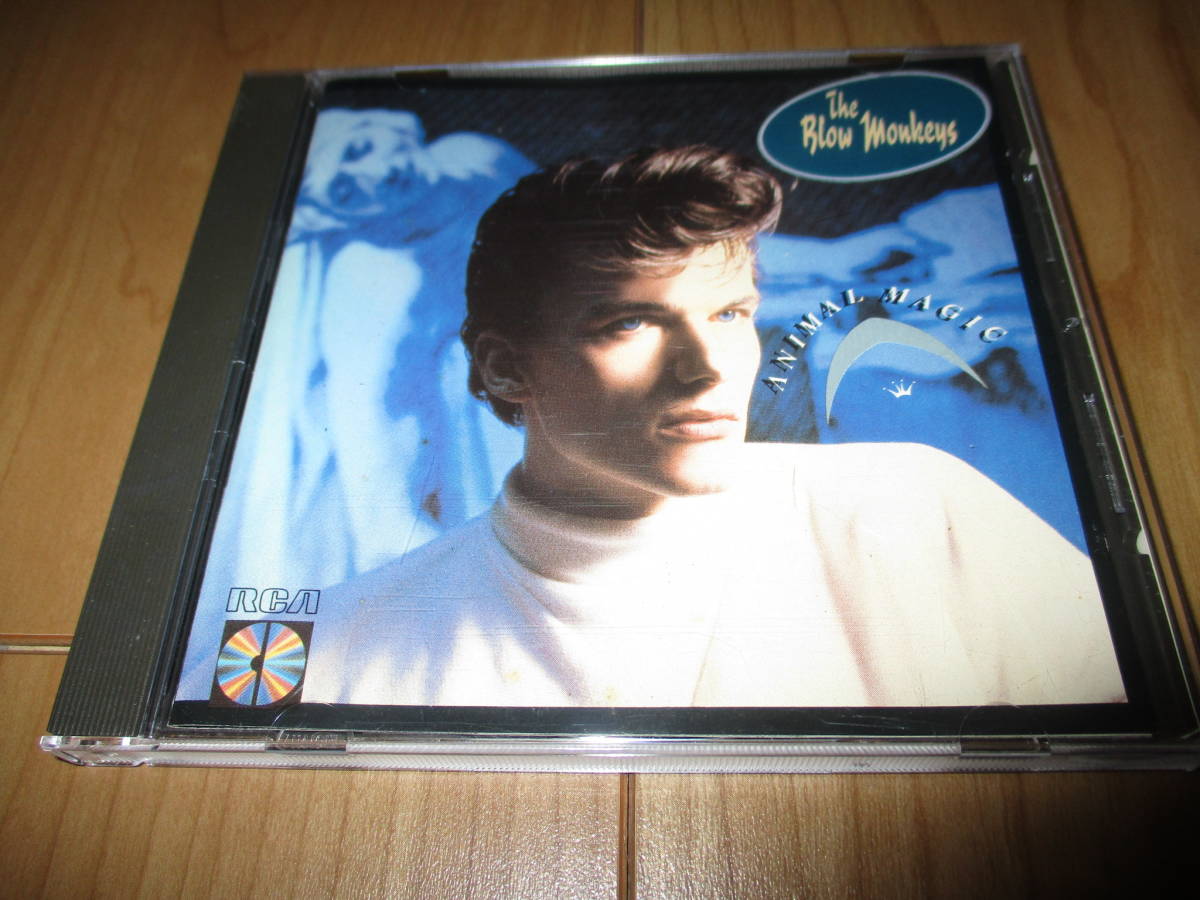 The
Blow Monkeys
ANIMAL MAGIC
RCA